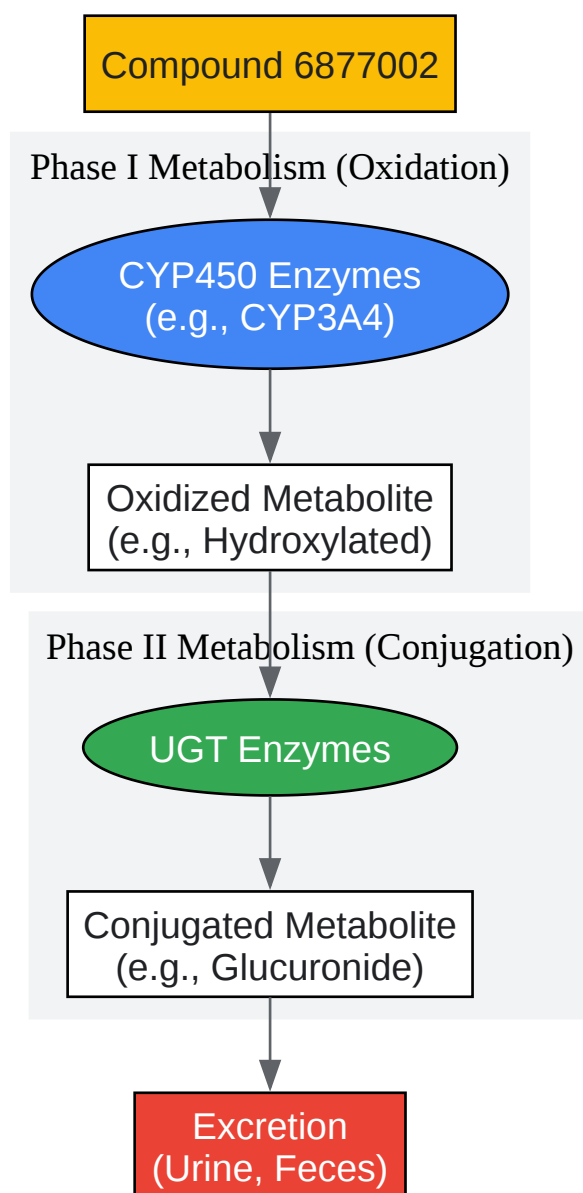 Compound 6877002
Phase I Metabolism (Oxidation)
CYP450 Enzymes
(e.g., CYP3A4)
Oxidized Metabolite
(e.g., Hydroxylated)
Phase II Metabolism (Conjugation)
UGT Enzymes
Conjugated Metabolite
(e.g., Glucuronide)
Excretion
(Urine, Feces)